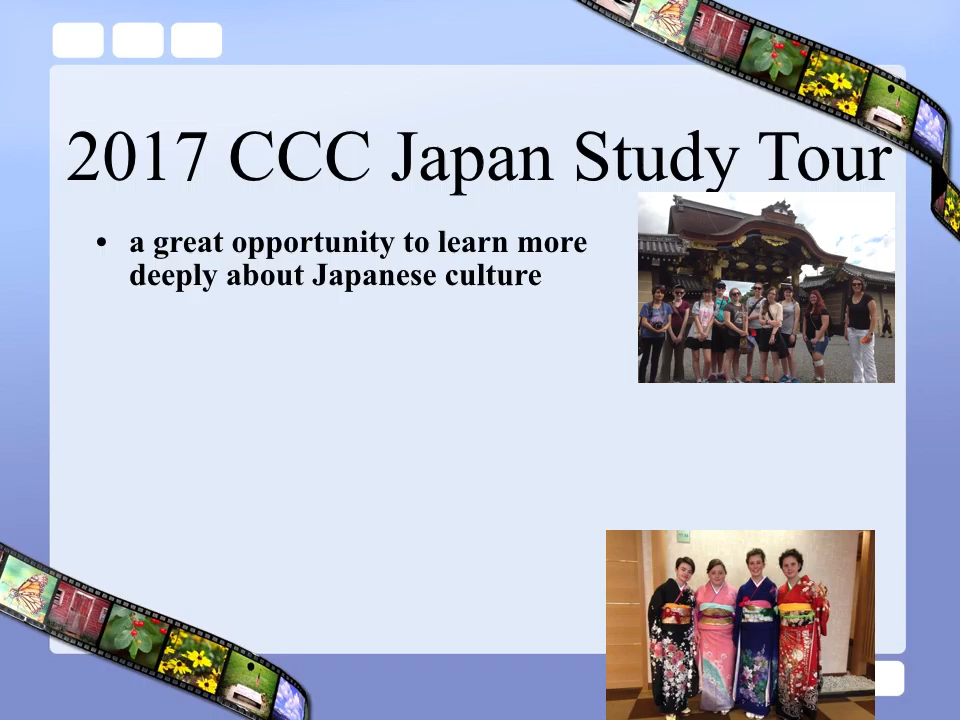 2017 CCC Japan Study Tour
• a great opportunity to learn more
deeply about Japanese culture